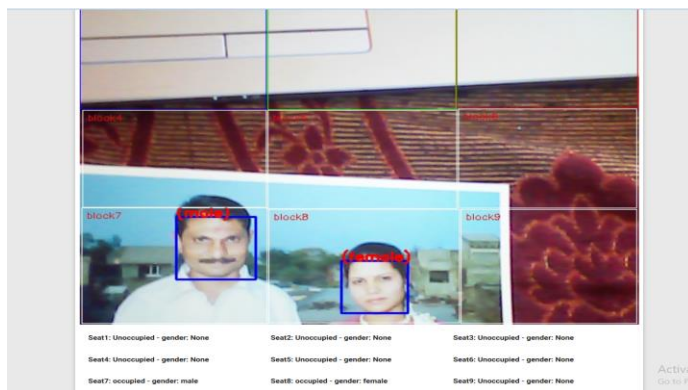 block4
(male)
block7
block8
block9
(female)
Seat1: Unoccupied - gender: None
Seat2: Unoccupied - gender: None
Seat3: Unoccupied - gender: None
Seat4: Unoccupied - gender: None
Seat5: Unoccupied - gender: None
Seat6: Unoccupied - gender: None
Seat7: occupied - gender: male
Seat8: occupied - gender: female
Seat9: Unoccupied - gender: None